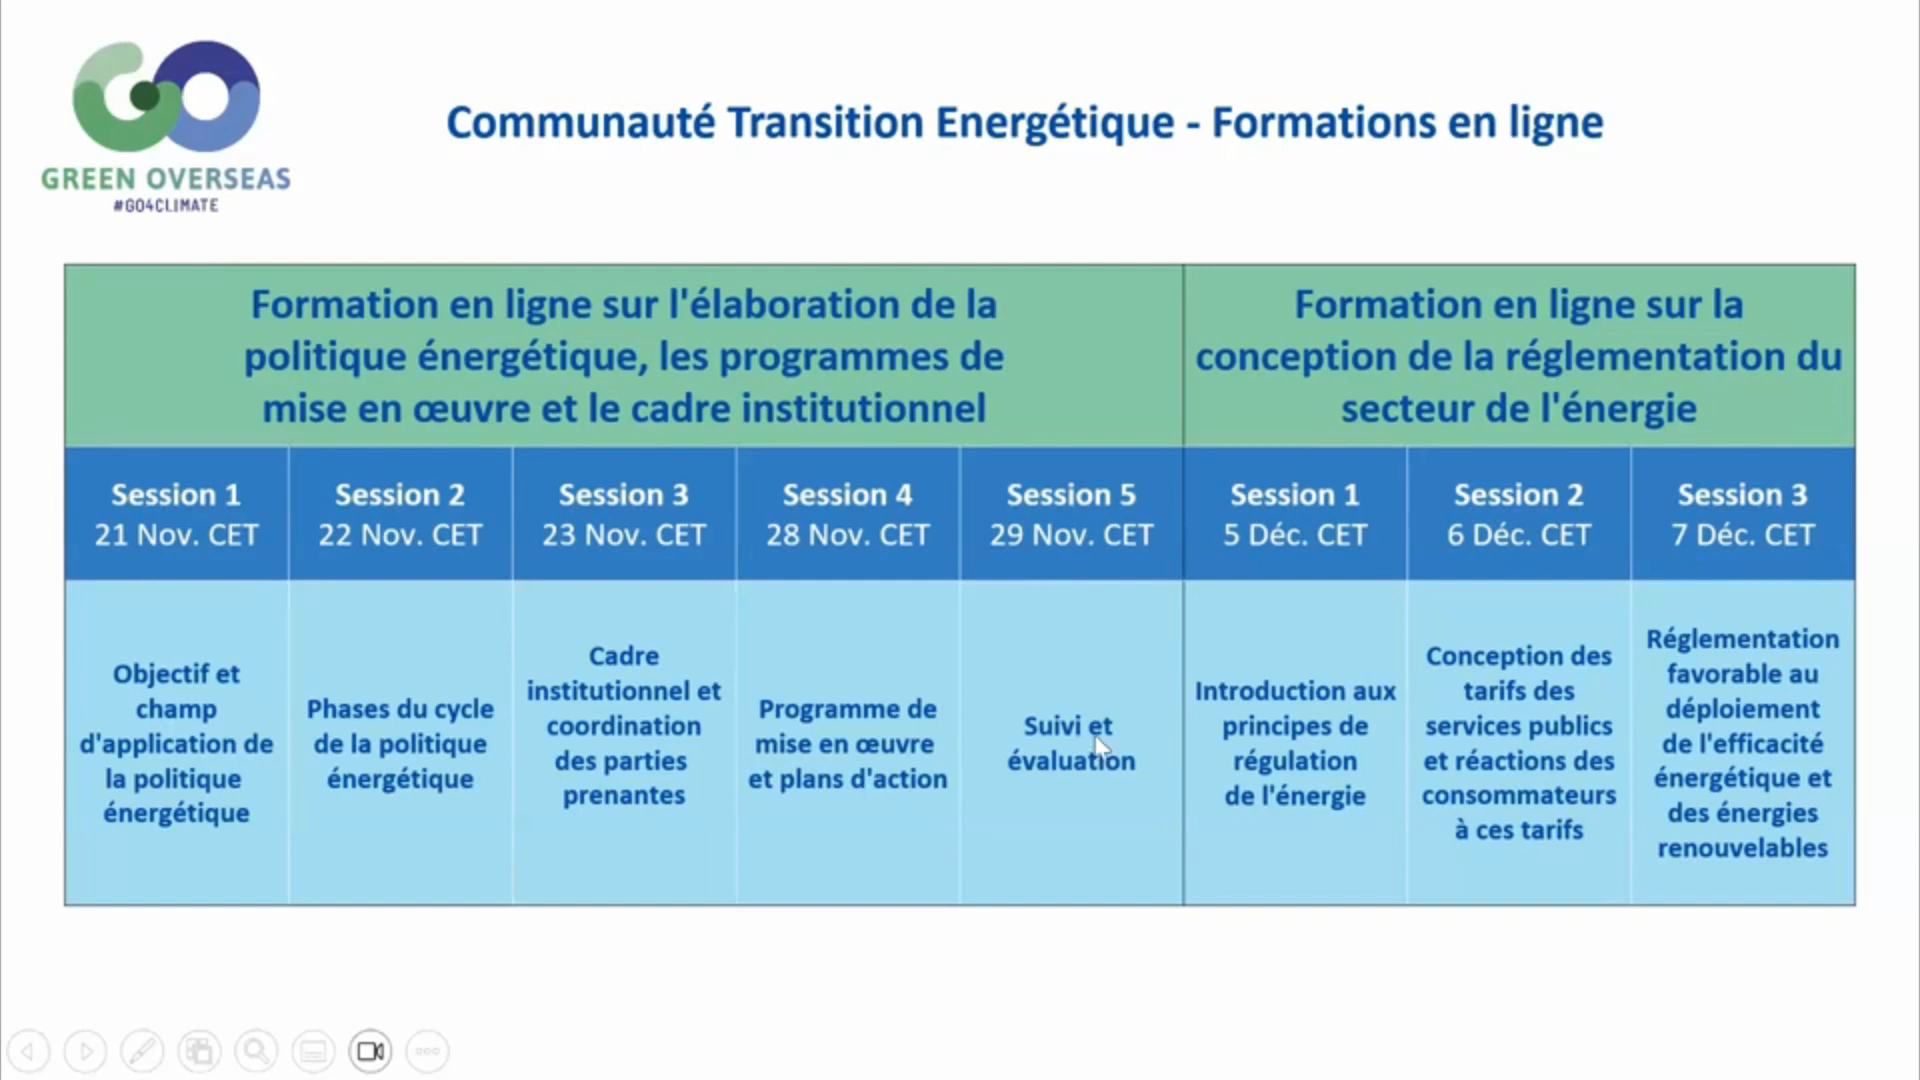 GREEN OVERSEAS
#GO4CLIMATE
Communauté Transition Energétique - Formations en ligne
Formation en ligne sur l'élaboration de la
politique énergétique, les programmes de
mise en œuvre et le cadre institutionnel
Formation en ligne sur la
conception de la réglementation du
secteur de l'énergie
Session 1
21 Nov. CET
Session 2
22 Nov. CET
Session 3
23 Nov. CET
Session 4
28 Nov. CET
Session 5
29 Nov. CET
Session 1
5 Déc. CET
Session 2
6 Déc. CET
Session 3
7 Déc. CET
Objectif et
champ
d'application de
la politique
énergétique
Phases du cycle
de la politique
énergétique
Cadre
institutionnel et
coordination
des parties
prenantes
Programme de
mise en œuvre
et plans d'action
Suivi et
évaluation
Introduction aux
principes de
régulation
de l'énergie
Conception des
tarifs des
services publics
et réactions des
consommateurs
à ces tarifs
Réglementation
favorable au
déploiement
de l'efficacité
énergétique et
des énergies
renouvelables